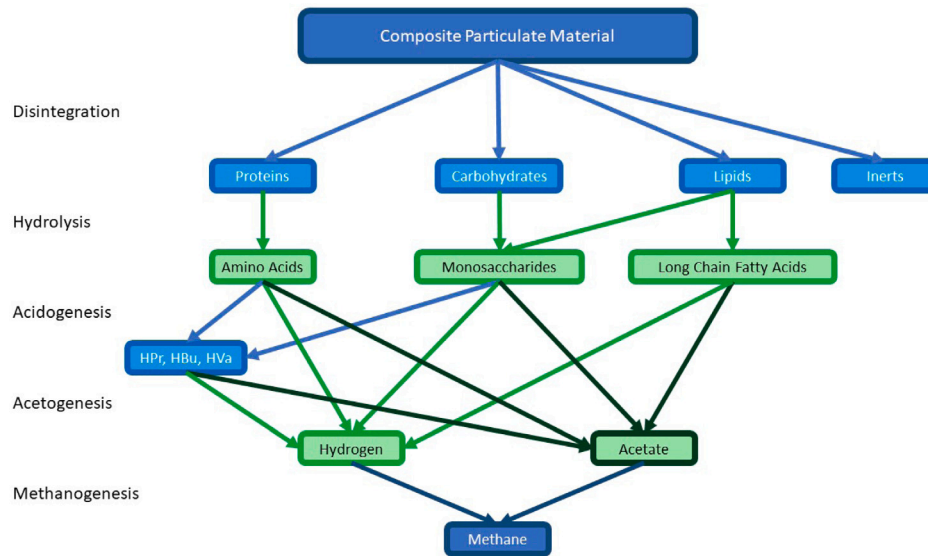 Composite Particulate Material
Disintegration
Proteins
Carbohydrates
Lipids
Inerts
Hydrolysis
Amino Acids
Monosaccharides
Long Chain Fatty Acids
Acidogenesis
HPr, HBu, HVa
Acetogenesis
Hydrogen
Acetate
Methanogenesis
Methane